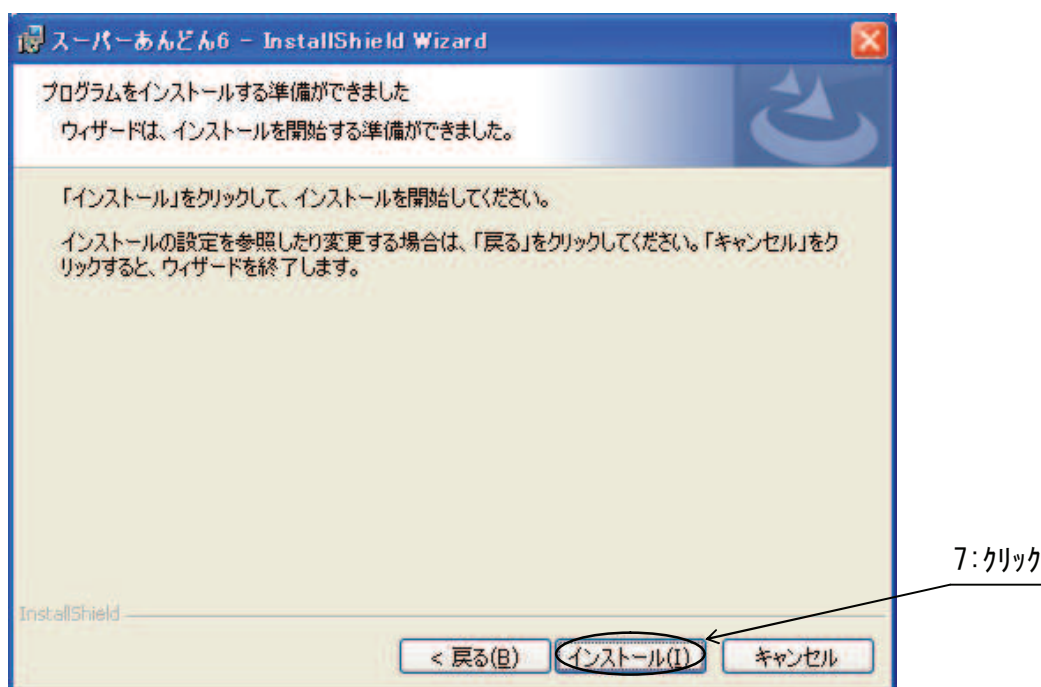 スーパーあんどん6 - InstallShield Wizard
プログラムをインストールする準備ができました
ウィザードは、インストールを開始する準備ができました。
「インストール」をクリックして、インストールを開始してください。
インストールの設定を参照したり変更する場合は、「戻る」をクリックしてください。「キャンセル」をク
リックすると、ウィザードを終了します。
7:クリック
InstallShield
< 戻る(B) インストール(I) キャンセル